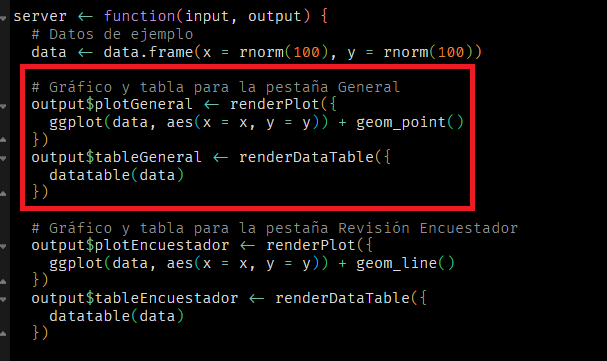 server <- function(input, output) {
# Datos de ejemplo
data <- data.frame(x = rnorm(100), y = rnorm(100))
# Gráfico y tabla para la pestaña General
output$plotGeneral <- renderPlot({
ggplot(data, aes(x = x, y = y)) + geom_point()
})
output$tableGeneral <- renderDataTable({
datatable(data)
})
# Gráfico y tabla para la pestaña Revisión Encuestador
output$plotEncuestador <- renderPlot({
ggplot(data, aes(x = x, y = y)) + geom_line()
})
output$tableEncuestador <- renderDataTable({
datatable(data)
})